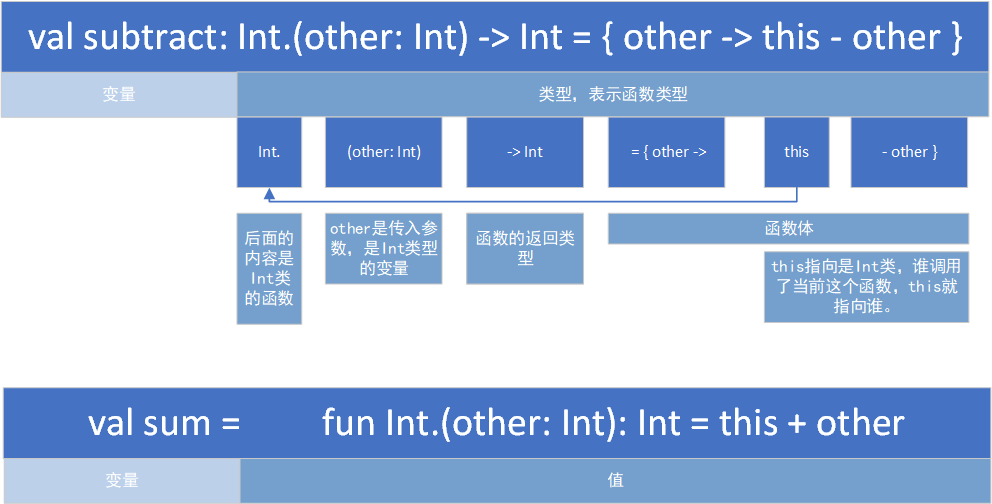 val subtract: Int.(other: Int) -> Int = { other -> this - other }
变量
类型，表示函数类型
Int.
(other: Int)
-> Int
= { other ->
this
- other }
后面的
内容是
Int类
的函数
other是传入参
数，是Int类型
的变量
函数的返回类
型
函数体
this指向是Int类，谁调用
了当前这个函数，this就
指向谁。
val sum = fun Int.(other: Int): Int = this + other
变量
值